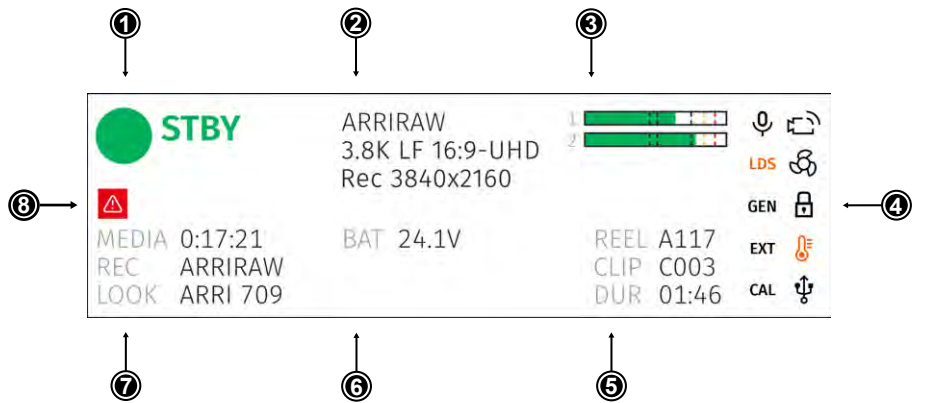 1 2 3
STBY
ARRIRAW
3.8K LF 16:9-UHD
Rec 3840x2160
1
2
LDS
GEN
EXT
CAL
8
4
MEDIA 0:17:21
REC ARRIRAW
LOOK ARRI 709
BAT 24.1V
REEL A117
CLIP C003
DUR 01:46
7 6 5